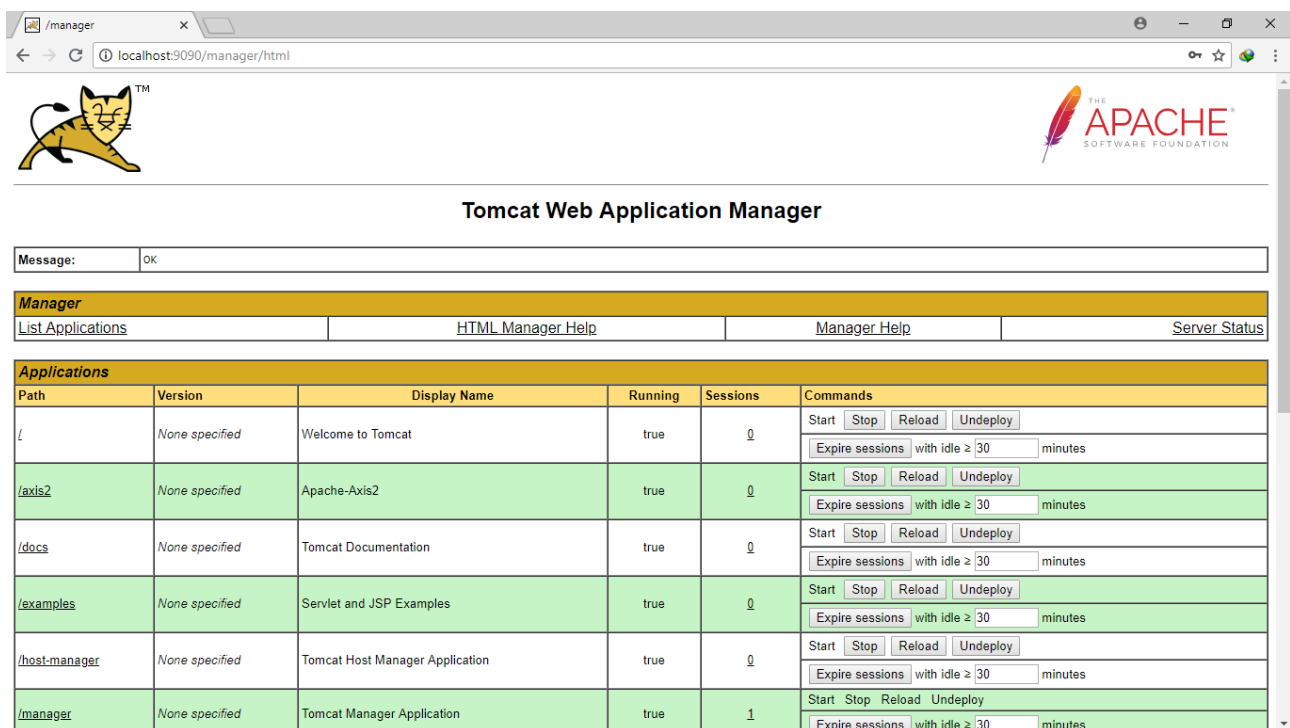 /manager
localhost:9090/manager/html
TM
THE
APACHE®
SOFTWARE FOUNDATION
Tomcat Web Application Manager
Message: OK
Manager
List Applications HTML Manager Help Manager Help Server Status
Applications
Path Version Display Name Running Sessions Commands
/ None specified Welcome to Tomcat true 0 Start Stop Reload Undeploy
Expire sessions with idle ≥ 30 minutes
/axis2 None specified Apache-Axis2 true 0 Start Stop Reload Undeploy
Expire sessions with idle ≥ 30 minutes
/docs None specified Tomcat Documentation true 0 Start Stop Reload Undeploy
Expire sessions with idle ≥ 30 minutes
/examples None specified Servlet and JSP Examples true 0 Start Stop Reload Undeploy
Expire sessions with idle ≥ 30 minutes
/host-manager None specified Tomcat Host Manager Application true 0 Start Stop Reload Undeploy
Expire sessions with idle ≥ 30 minutes
/manager None specified Tomcat Manager Application true 1 Start Stop Reload Undeploy
Expire sessions with idle ≥ 30 minutes